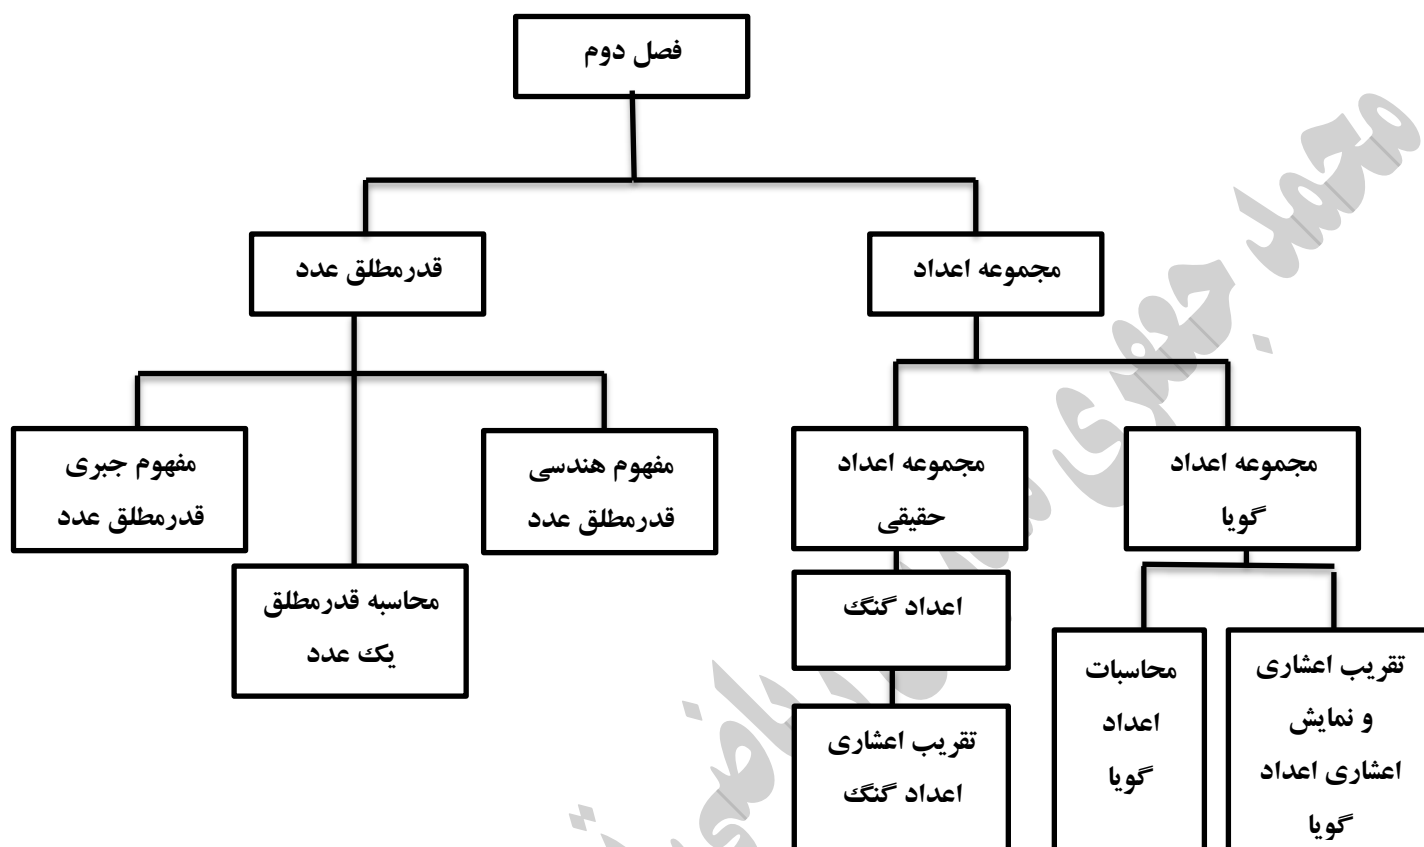 فصل دوم
مجموعه اعداد
قدرمطلق عدد
مجموعه اعداد
گویا
مجموعه اعداد
حقیقی
مفهوم هندسی
قدرمطلق عدد
مفهوم جبری
قدرمطلق عدد
محاسبه قدرمطلق
یک عدد
اعداد گنگ
تقریب اعشاری
و نمایش
اعشاری اعداد
گویا
محاسبات
اعداد
گویا
تقریب اعشاری
اعداد گنگ
محمد جعفری